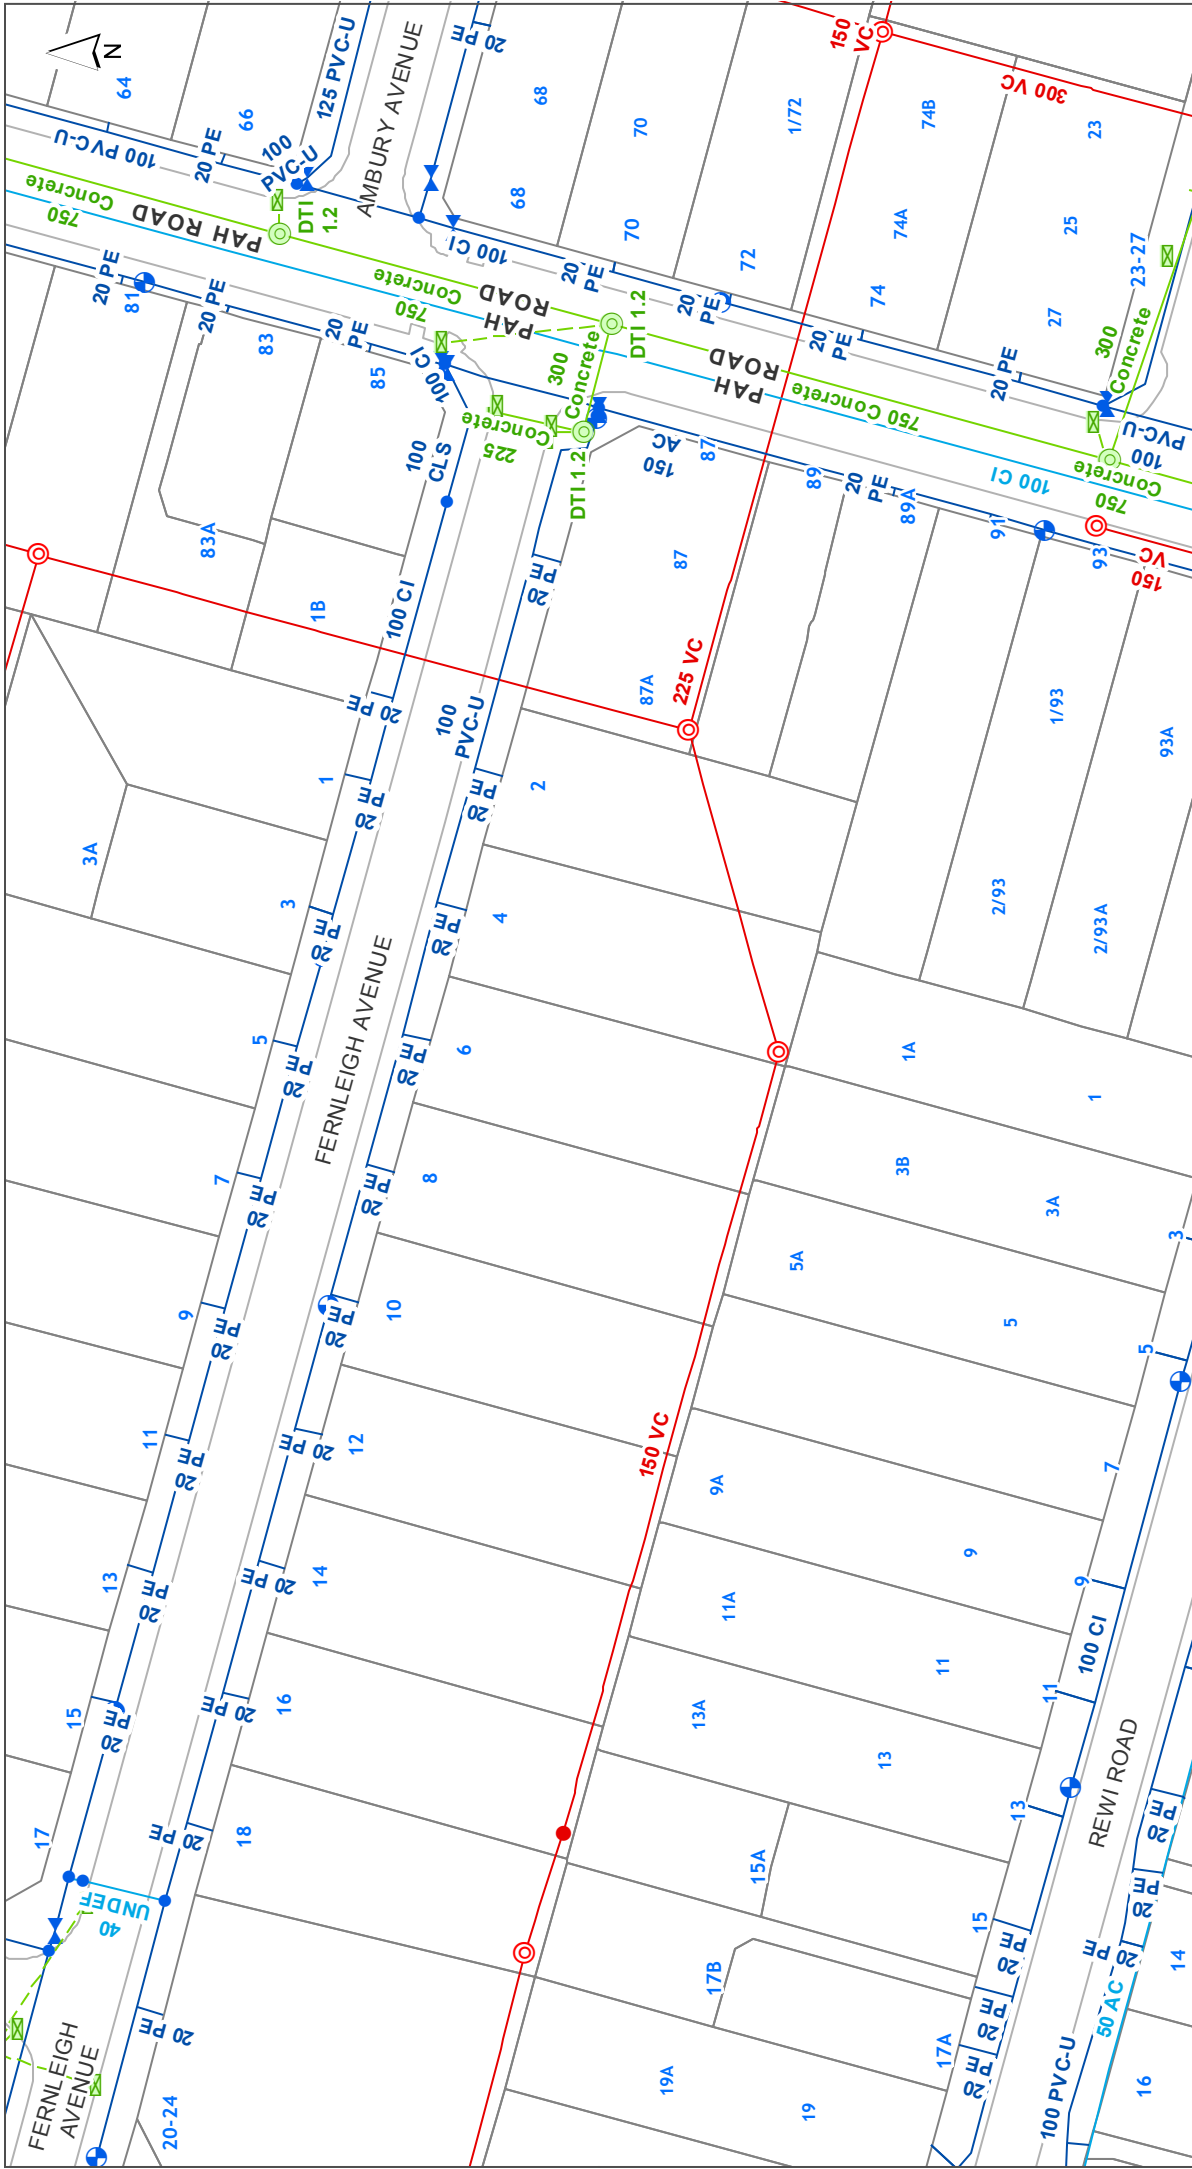 N
64
66
125 PVC-U
AMBURY AVENUE
20 PE
68
70
1/72
150
VC
74B
300 VC
23
100 PVC-U
20 PE
100
PVC-U
68
70
72
74A
25
23-27
750
Concrete
PAH ROAD
DTI
1.2
100 CI
20
PE
20
PE
74
27
20 PE
81
20 PE
83
20
PE
85
100 CI
Concrete
750
PAH
ROAD
300
Concrete
DTI 1.2
PAH
ROAD
20
PE
750 Concrete
20 PE
300
Concrete
PVC-U
100
100
CLS
Concrete
225
DTI 1.2
AC
150
87
89
20
PE
89A
100 CI
91
Concrete
750
93
VC
150
83A
1B
100 CI
20
PE
87
87A
225 VC
20 PE
100
PVC-U
1/93
93A
1
20
PE
20
PE
2
3A
3
20
PE
20
PE
4
2/93
2/93A
5
20
PE
FERNLEIGH AVENUE
20
PE
6
1A
1
7
20
PE
20
PE
8
3B
3A
3
9
20
PE
20
PE
10
5A
5
5
11
20
PE
20 PE
12
150 VC
9A
7
13
20
PE
20 PE
14
11A
9
9
100 CI
15
20
PE
20 PE
16
13A
11
11
13
13
REWI ROAD
20
PE
17
UNDEF
40
20 PE
18
15A
15
20
PE
20
PE
20 PE
50 AC
14
17B
20
PE
FERNLEIGH
AVENUE
20 PE
20-24
19A
19
17A
20
PE
100 PVC-U
16